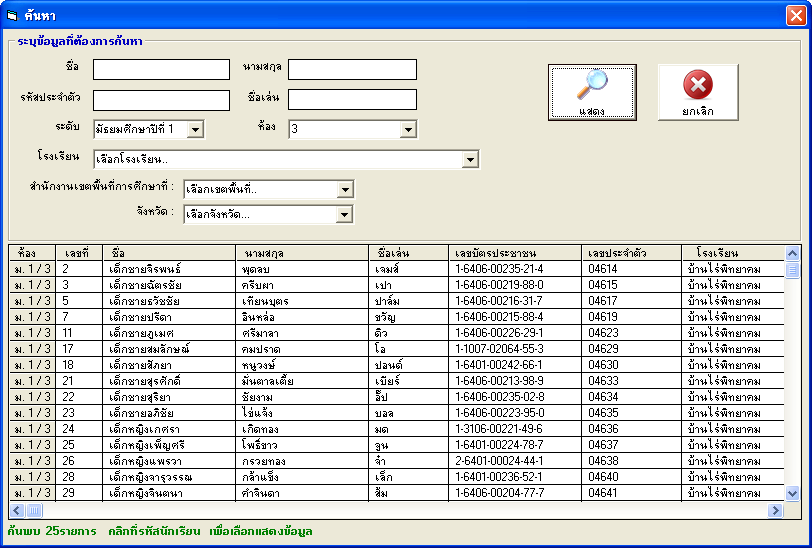 ค้นหา
ระบุข้อมูลที่ต้องการค้นหา
ชื่อ นามสกุล
รหัสประจำตัว ชื่อเล่น
แสดง ยกเลิก
ระดับ มัธยมศึกษาปีที่ 1 ห้อง 3
โรงเรียน เลือกโรงเรียน..
สำนักงานเขตพื้นที่การศึกษาที่ : เลือกเขตพื้นที่..
จังหวัด : เลือกจังหวัด...
ห้อง เลขที่ ชื่อ นามสกุล ชื่อเล่น เลขบัตรประชาชน เลขประจำตัว โรงเรียน
ม. 1 / 3 2 เด็กชายจิรพนธ์ พุดลบ เจมส์ 1-6406-00235-21-4 04614 บ้านไร่พิทยาคม
ม. 1 / 3 3 เด็กชายฉัตรชัย ครีบผา เปา 1-6406-00219-88-0 04615 บ้านไร่พิทยาคม
ม. 1 / 3 5 เด็กชายธวัชชัย เทียนบุตร ปาล์ม 1-6406-00216-31-7 04617 บ้านไร่พิทยาคม
ม. 1 / 3 7 เด็กชายปรีดา อินหล่อ ขวัญ 1-6406-00215-88-4 04619 บ้านไร่พิทยาคม
ม. 1 / 3 11 เด็กชายภูเมศ ศรีมาลา ดิว 1-6406-00226-29-1 04623 บ้านไร่พิทยาคม
ม. 1 / 3 17 เด็กชายสมลักษณ์ คมปราด โอ 1-1007-02064-55-3 04629 บ้านไร่พิทยาคม
ม. 1 / 3 18 เด็กชายสิภยา หนูวงษ์ ปอนด์ 1-6401-00242-66-1 04630 บ้านไร่พิทยาคม
ม. 1 / 3 21 เด็กชายสุรศักดิ์ มั่นตาลเตี้ย เบียร์ 1-6406-00213-98-9 04633 บ้านไร่พิทยาคม
ม. 1 / 3 22 เด็กชายสุริยา ชัยงาม อิ๊ป 1-6406-00235-02-8 04634 บ้านไร่พิทยาคม
ม. 1 / 3 23 เด็กชายอภิชัย ไข่แจ้ง บอล 1-6406-00223-95-0 04635 บ้านไร่พิทยาคม
ม. 1 / 3 24 เด็กหญิงเกศรา เกิดทอง มด 1-3106-00221-49-6 04636 บ้านไร่พิทยาคม
ม. 1 / 3 25 เด็กหญิงเพ็ญศรี โพธิ์ขาว จูน 1-6401-00224-78-7 04637 บ้านไร่พิทยาคม
ม. 1 / 3 26 เด็กหญิงแพรวา กรวยทอง จ๋า 2-6401-00024-44-1 04638 บ้านไร่พิทยาคม
ม. 1 / 3 28 เด็กหญิงจารุวรรณ กล้าแข็ง เล็ก 1-6401-00236-52-1 04640 บ้านไร่พิทยาคม
ม. 1 / 3 29 เด็กหญิงจินตนา คำจินดา ส้ม 1-6406-00204-77-7 04641 บ้านไร่พิทยาคม
ค้นพบ 25รายการ คลิกที่รหัสนักเรียน เพื่อเลือกแสดงข้อมูล